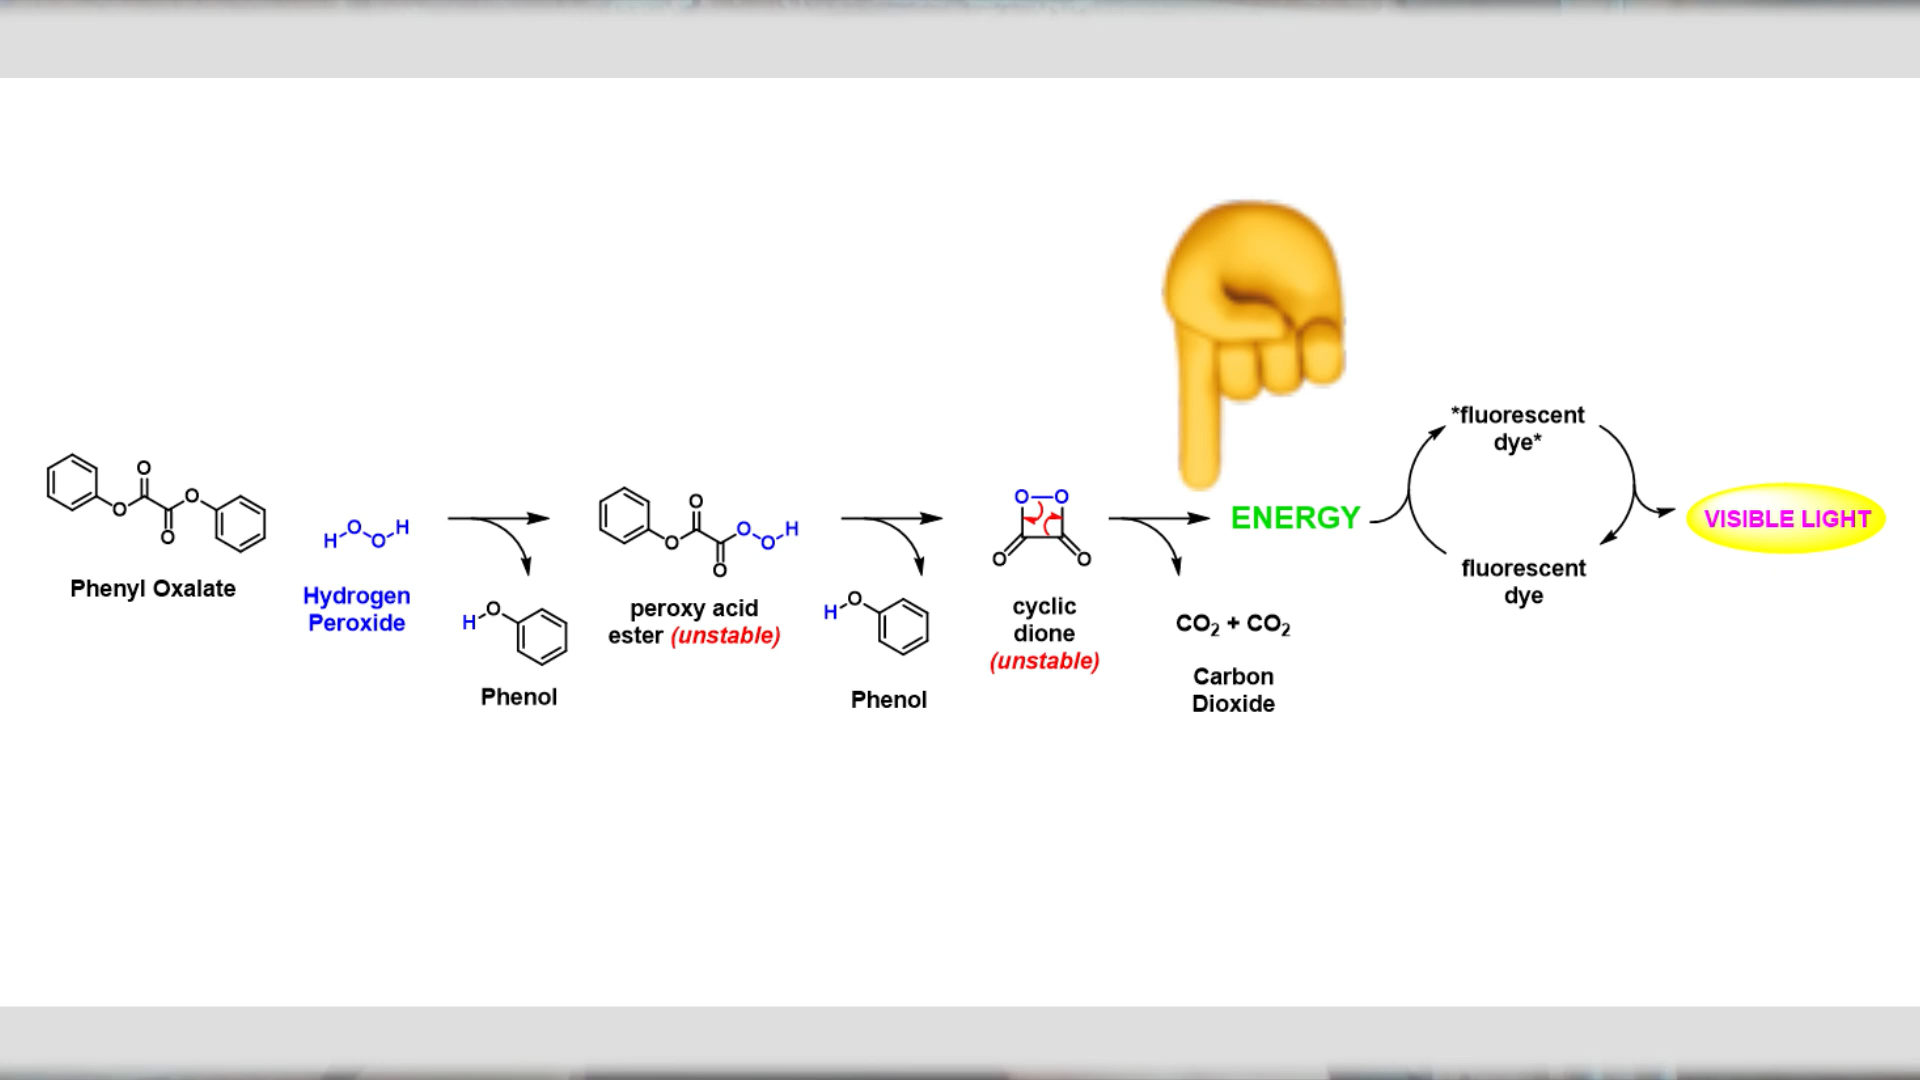 Phenyl Oxalate
H O O H
Hydrogen
Peroxide
Phenol
peroxy acid
ester (unstable)
Phenol
cyclic
dione
(unstable)
ENERGY
CO₂ + CO₂
Carbon
Dioxide
*fluorescent
dye*
fluorescent
dye
VISIBLE LIGHT
O
O
O
O
H O
O
O
O
O
O
H
H O
O O
O
O